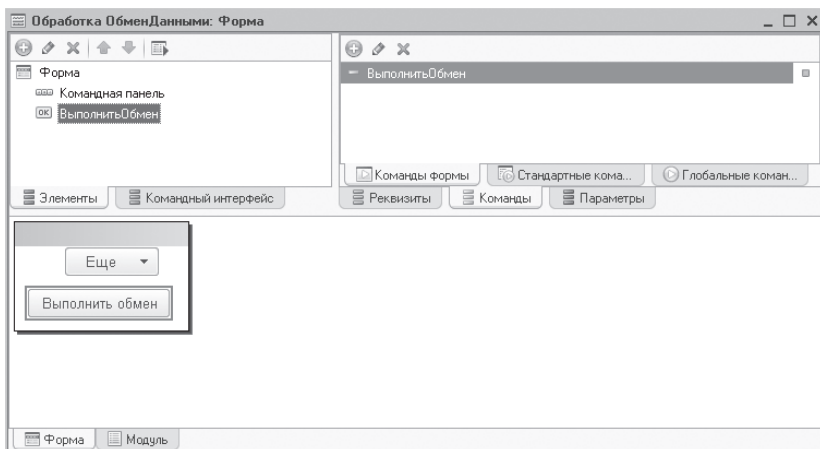 Обработка ОбменДанными: Форма
Форма
Командная панель
ОК ВыполнитьОбмен
Элементы
Командный интерфейс
ВыполнитьОбмен
Команды формы
Стандартные кома...
Глобальные коман...
Реквизиты
Команды
Параметры
Еще
Выполнить обмен
Форма
Модуль